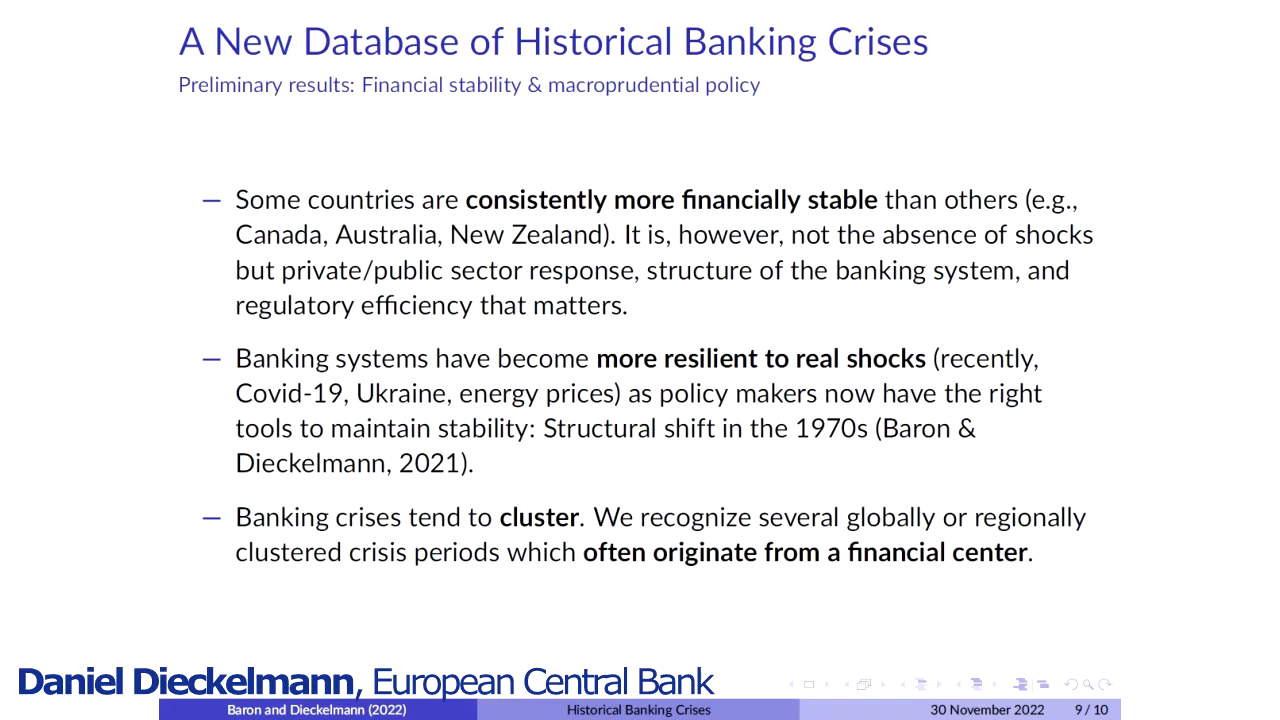 A New Database of Historical Banking Crises
Preliminary results: Financial stability & macroprudential policy
— Some countries are consistently more financially stable than others (e.g.,
Canada, Australia, New Zealand). It is, however, not the absence of shocks
but private/public sector response, structure of the banking system, and
regulatory efficiency that matters.
— Banking systems have become more resilient to real shocks (recently,
Covid-19, Ukraine, energy prices) as policy makers now have the right
tools to maintain stability: Structural shift in the 1970s (Baron &
Dieckelmann, 2021).
— Banking crises tend to cluster. We recognize several globally or regionally
clustered crisis periods which often originate from a financial center.
Daniel Dieckelmann, European Central Bank
Baron and Dieckelmann (2022) Historical Banking Crises 30 November 2022 9 / 10